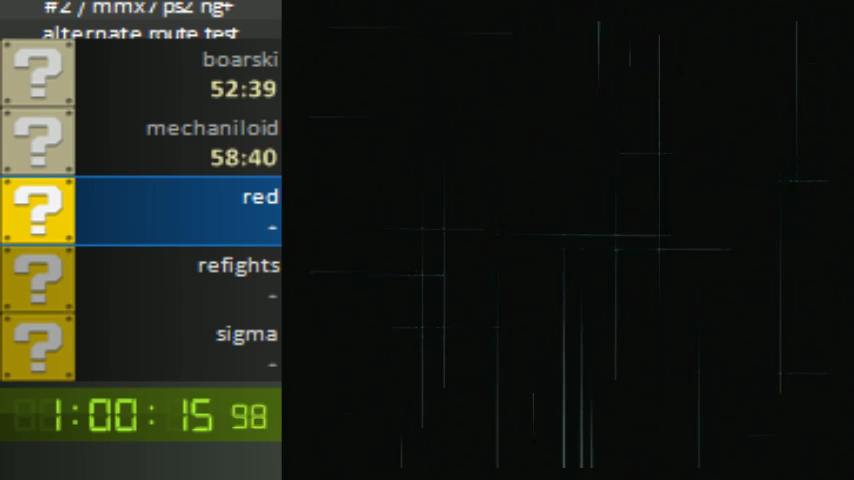 #2 / mmx7 ps2 ng+
alternate route test
boarski
52:39
mechaniloid
58:40
red
-
refights
-
sigma
-
1:00:15 98